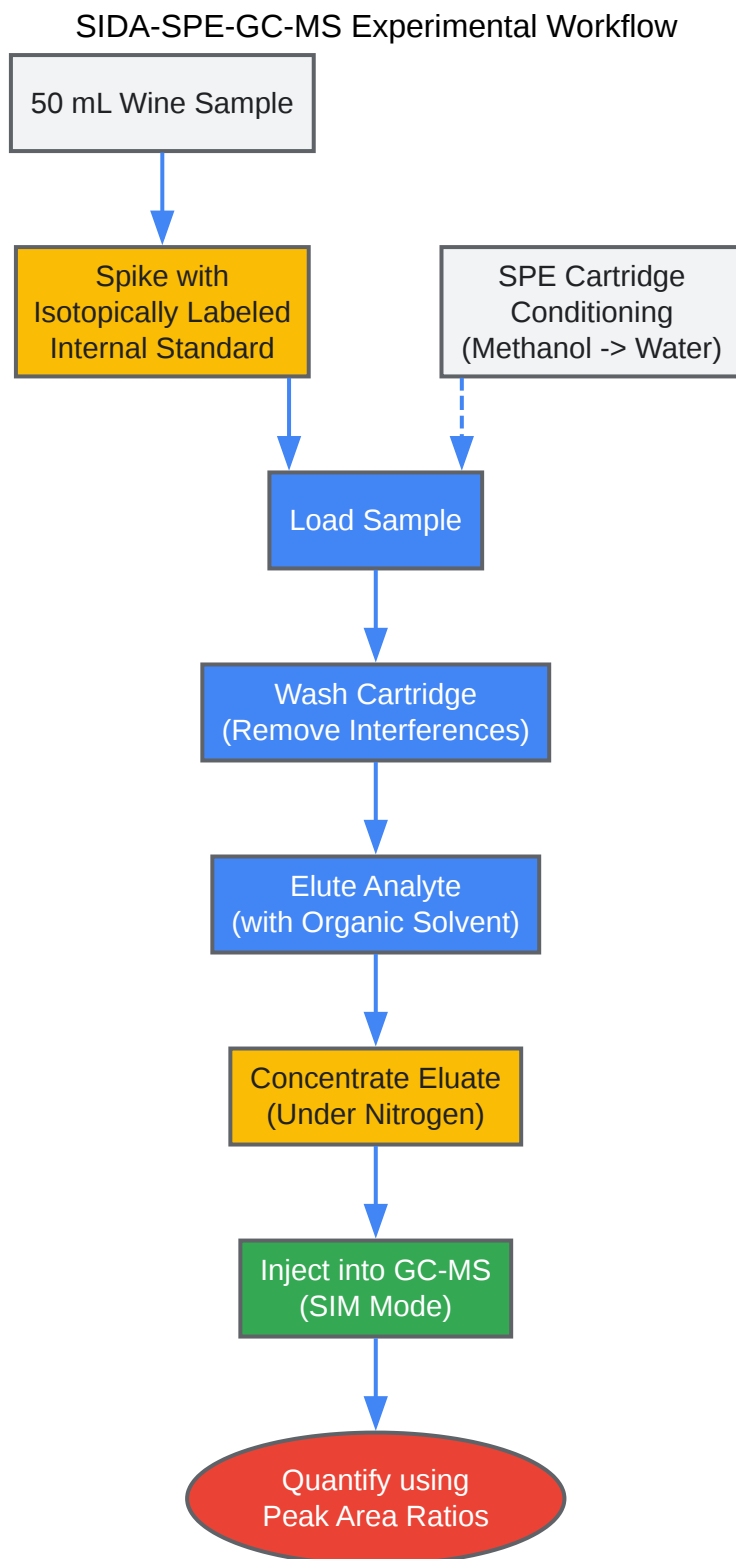 SIDA-SPE-GC-MS Experimental Workflow
50 mL Wine Sample
Spike with
Isotopically Labeled
Internal Standard
SPE Cartridge
Conditioning
(Methanol -> Water)
Load Sample
Wash Cartridge
(Remove Interferences)
Elute Analyte
(with Organic Solvent)
Concentrate Eluate
(Under Nitrogen)
Inject into GC-MS
(SIM Mode)
Quantify using
Peak Area Ratios